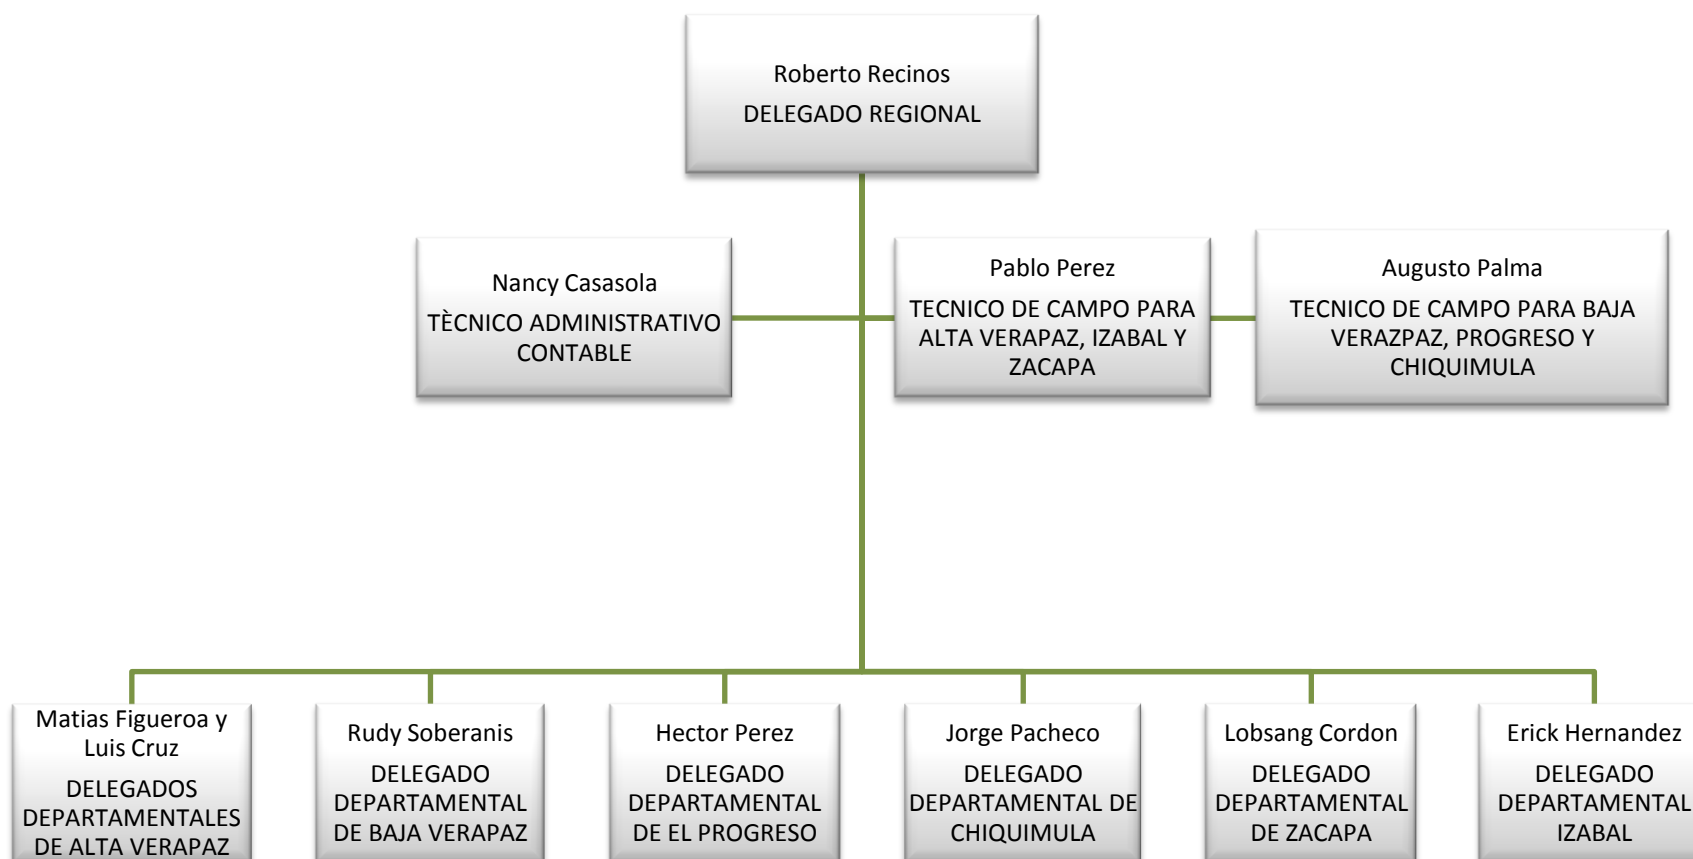 Roberto Recinos
DELEGADO REGIONAL
Nancy Casasola
TÈCNICO ADMINISTRATIVO
CONTABLE
Pablo Perez
TECNICO DE CAMPO PARA
ALTA VERAPAZ, IZABAL Y
ZACAPA
Augusto Palma
TECNICO DE CAMPO PARA BAJA
VERAZPAZ, PROGRESO Y
CHIQUIMULA
Matias Figueroa y
Luis Cruz
DELEGADOS
DEPARTAMENTALES
DE ALTA VERAPAZ
Rudy Soberanis
DELEGADO
DEPARTAMENTAL
DE BAJA VERAPAZ
Hector Perez
DELEGADO
DEPARTAMENTAL
DE EL PROGRESO
Jorge Pacheco
DELEGADO
DEPARTAMENTAL DE
CHIQUIMULA
Lobsang Cordon
DELEGADO
DEPARTAMENTAL
DE ZACAPA
Erick Hernandez
DELEGADO
DEPARTAMENTAL
IZABAL